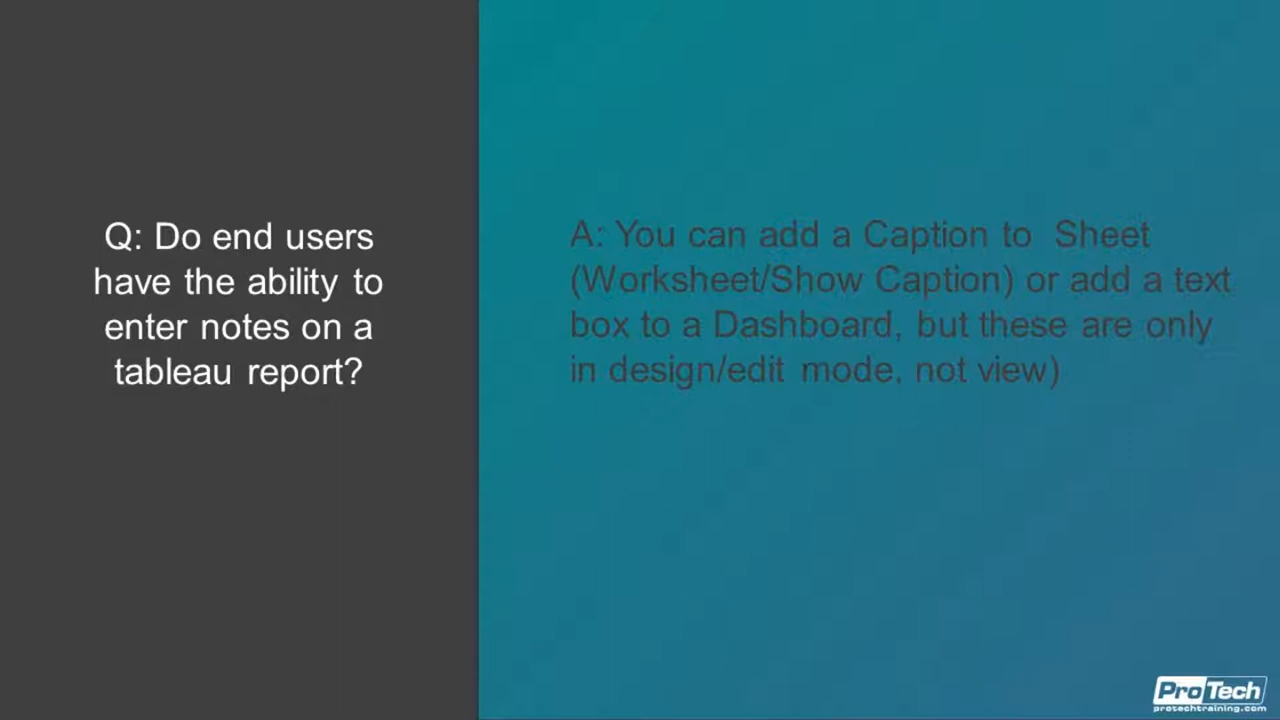 Q: Do end users
have the ability to
enter notes on a
tableau report?
A: You can add a Caption to Sheet
(Worksheet/Show Caption) or add a text
box to a Dashboard, but these are only
in design/edit mode, not view)
ProTech
protechtraining.com